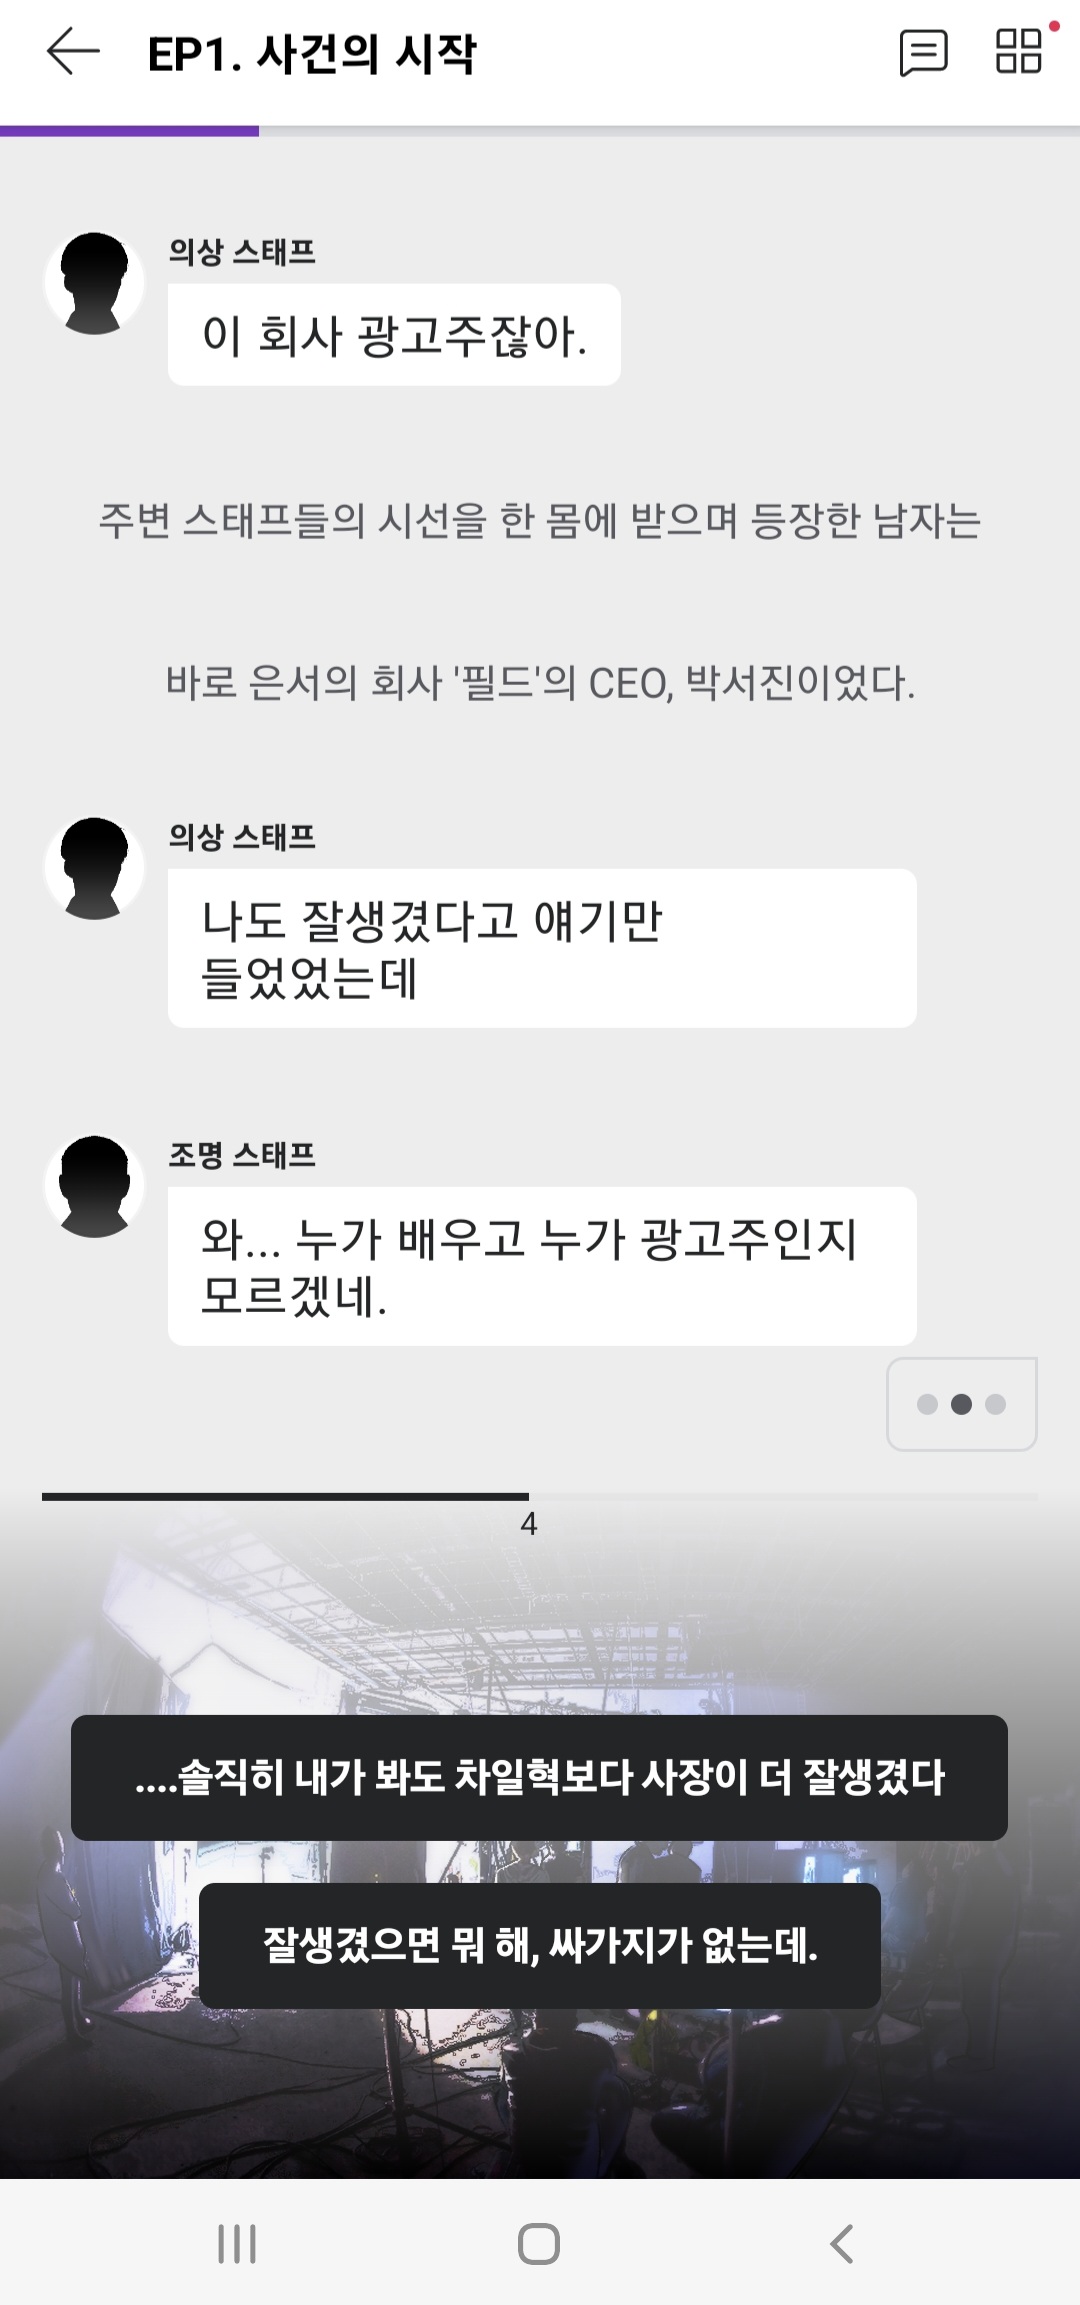 EP1. 사건의 시작
의상 스태프
이 회사 광고주잖아.
주변 스태프들의 시선을 한 몸에 받으며 등장한 남자는
바로 은서의 회사 '필드'의 CEO, 박서진이었다.
의상 스태프
나도 잘생겼다고 얘기만
들었었는데
조명 스태프
와... 누가 배우고 누가 광고주인지
모르겠네.
4
....솔직히 내가 봐도 차일혁보다 사장이 더 잘생겼다
잘생겼으면 뭐 해, 싸가지가 없는데.